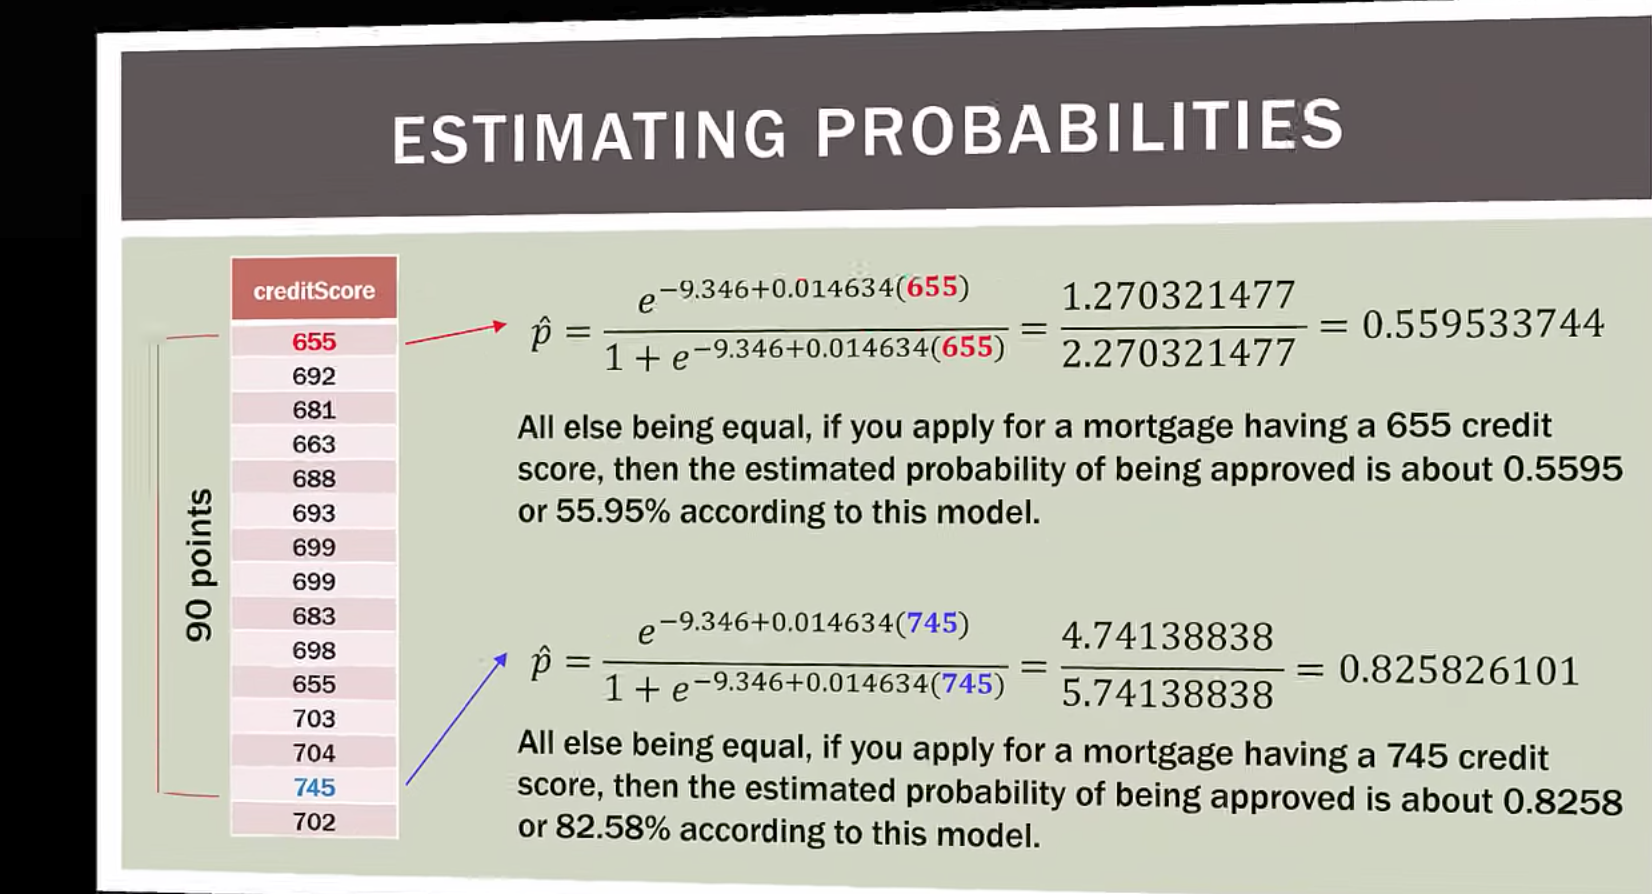 ESTIMATING PROBABILITIES
creditScore
655
692
681
663
688
693
699
699
683
698
655
703
704
745
702
90 points
p̂ = e^−9.346+0.014634(655) / 1 + e^−9.346+0.014634(655) = 1.270321477 / 2.270321477 = 0.559533744
All else being equal, if you apply for a mortgage having a 655 credit
score, then the estimated probability of being approved is about 0.5595
or 55.95% according to this model.
p̂ = e^−9.346+0.014634(745) / 1 + e^−9.346+0.014634(745) = 4.74138838 / 5.74138838 = 0.825826101
All else being equal, if you apply for a mortgage having a 745 credit
score, then the estimated probability of being approved is about 0.8258
or 82.58% according to this model.